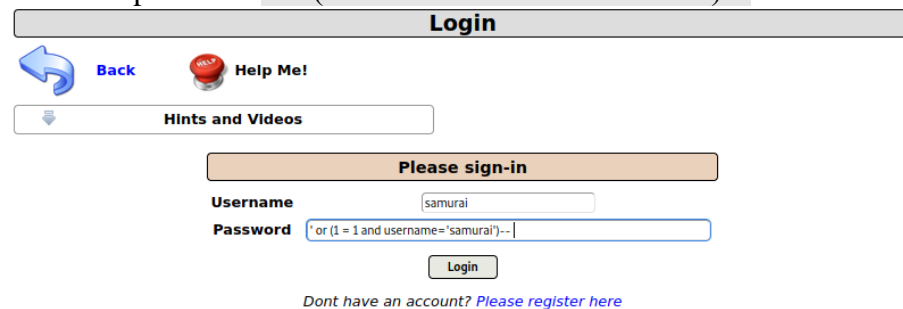 Login
Back
HELP
Help Me!
Hints and Videos
Please sign-in
Username samurai
Password ' or (1 = 1 and username='samurai')--
Login
Dont have an account? Please register here